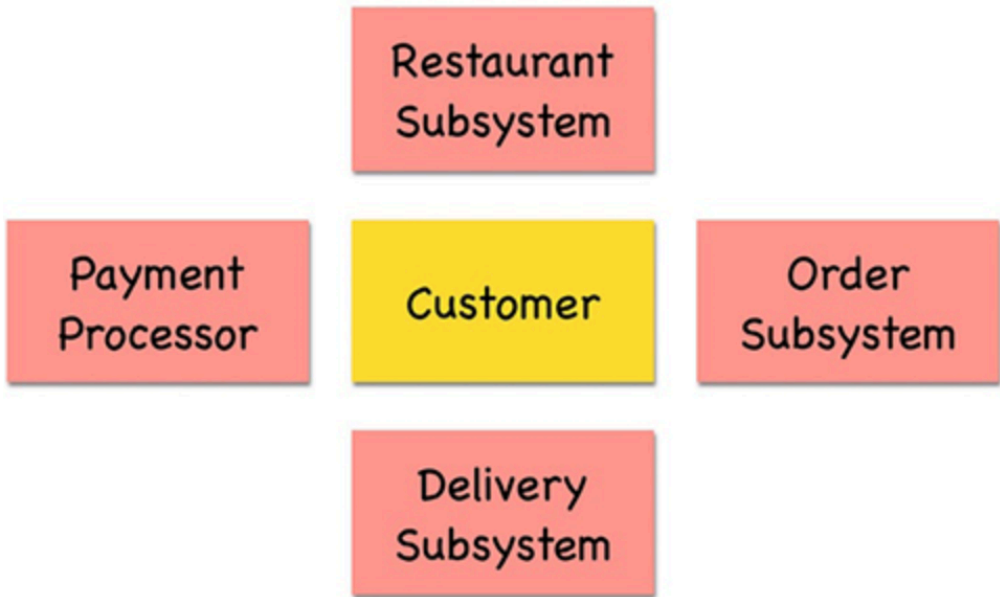 Restaurant
Subsystem
Payment
Processor
Customer
Order
Subsystem
Delivery
Subsystem